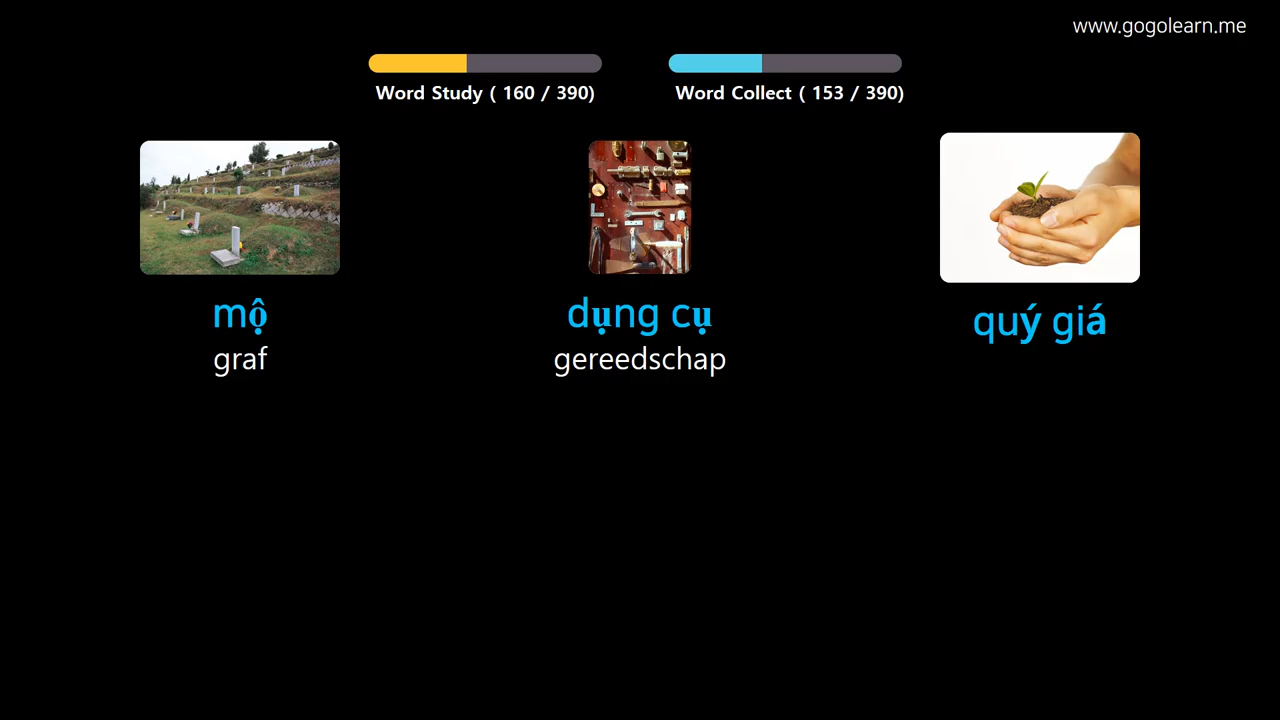 www.gogolearn.me
Word Study ( 160 / 390)
Word Collect ( 153 / 390)
mộ
graf
dụng cụ
gereedschap
quý giá